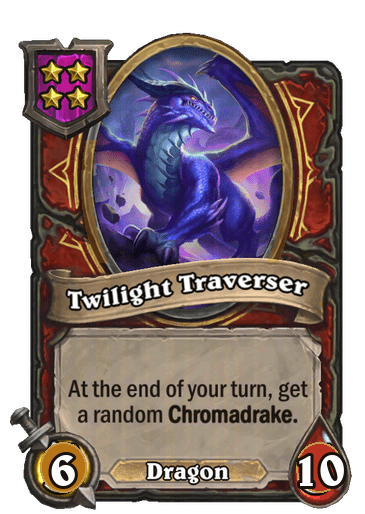 Twilight Traverser
At the end of your turn, get
a random Chromadrake.
6
Dragon
10